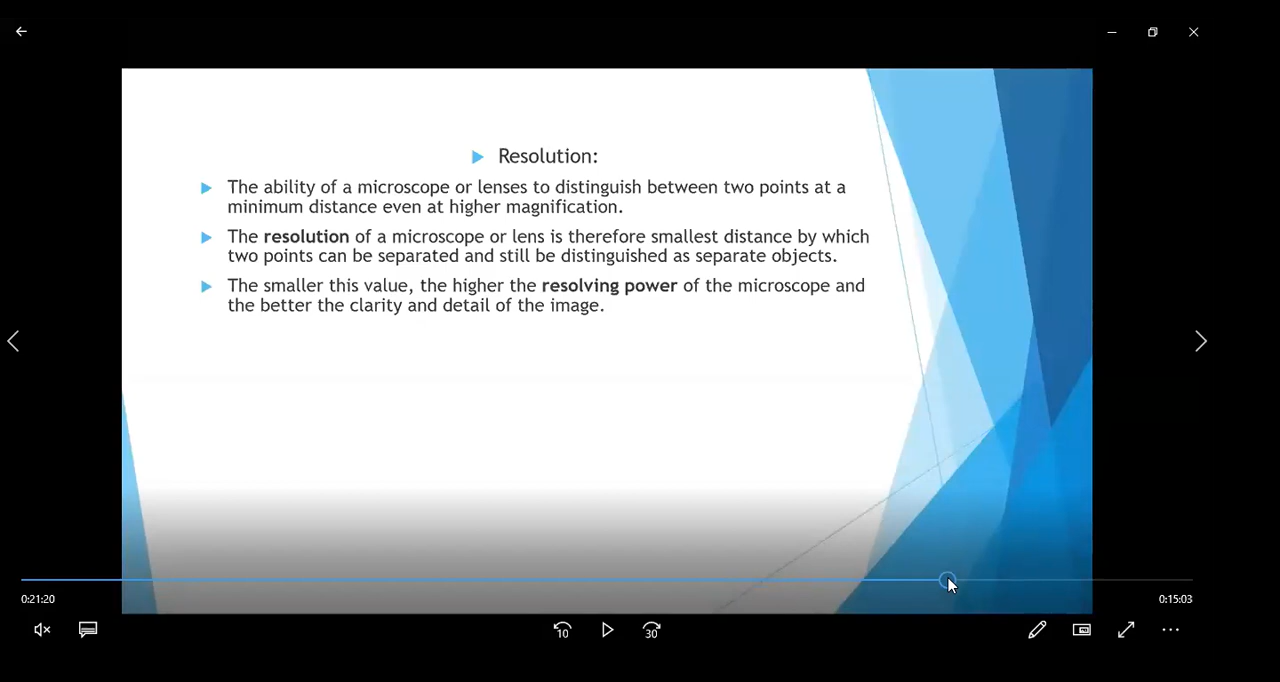 Resolution:
The ability of a microscope or lenses to distinguish between two points at a
minimum distance even at higher magnification.
The resolution of a microscope or lens is therefore smallest distance by which
two points can be separated and still be distinguished as separate objects.
The smaller this value, the higher the resolving power of the microscope and
the better the clarity and detail of the image.
0:21:20
0:15:03
10
30